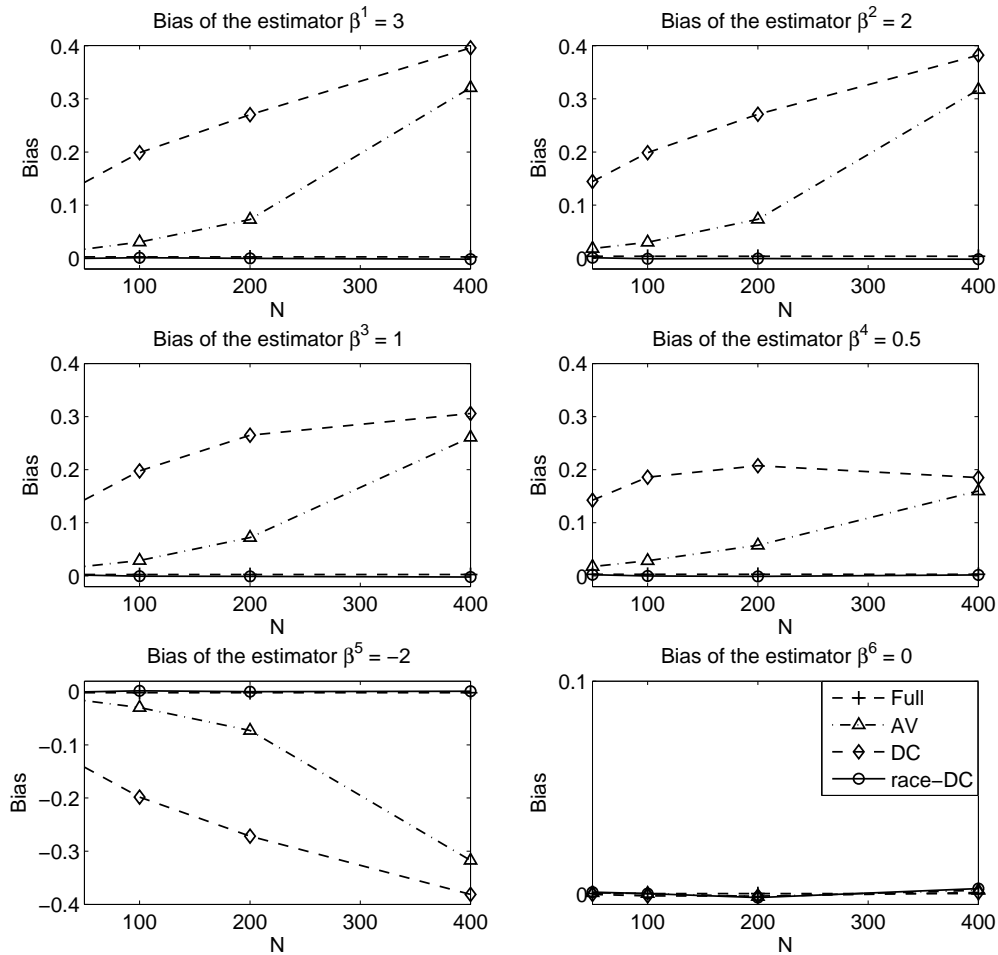 Bias of the estimator β¹ = 3
0.4
0.3
0.2
0.1
0
Bias
100
200
300
400
N
Bias of the estimator β² = 2
0.4
0.3
0.2
0.1
0
Bias
100
200
300
400
N
Bias of the estimator β³ = 1
0.4
0.3
0.2
0.1
0
Bias
100
200
300
400
N
Bias of the estimator β⁴ = 0.5
0.4
0.3
0.2
0.1
0
Bias
100
200
300
400
N
Bias of the estimator β⁵ = −2
0
−0.1
−0.2
−0.3
−0.4
Bias
100
200
300
400
N
Bias of the estimator β⁶ = 0
0.1
0
Bias
100
200
300
400
N
Full
AV
DC
race−DC